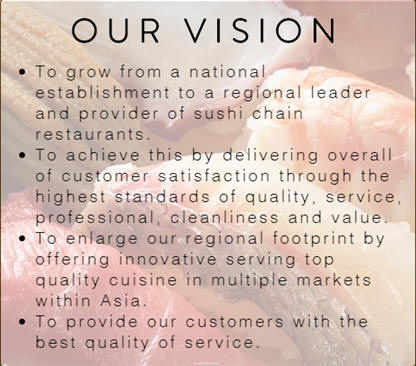 OUR VISION
• To grow from a national
establishment to a regional leader
and provider of sushi chain
restaurants.
• To achieve this by delivering overall
of customer satisfaction through the
highest standards of quality, service,
professional, cleanliness and value.
• To enlarge our regional footprint by
offering innovative serving top
quality cuisine in multiple markets
within Asia.
• To provide our customers with the
best quality of service.